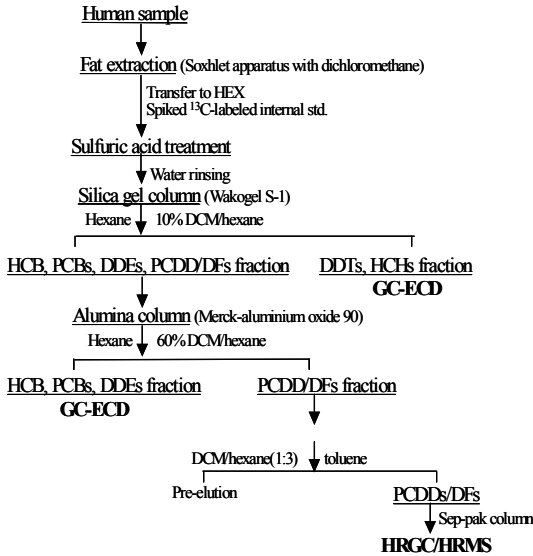 Human sample
Fat extraction (Soxhlet apparatus with dichloromethane)
Transfer to HEX
Spiked ¹³C-labeled internal std.
Sulfuric acid treatment
Water rinsing
Silica gel column (Wakogel S-1)
Hexane 10% DCM/hexane
HCB, PCBs, DDEs, PCDD/DFs fraction DDTs, HCHs fraction
GC-ECD
Alumina column (Merck-aluminium oxide 90)
Hexane 60% DCM/hexane
HCB, PCBs, DDEs fraction PCDD/DFs fraction
GC-ECD
DCM/hexane(1:3) toluene
Pre-elution PCDDs/DFs
Sep-pak column
HRGC/HRMS